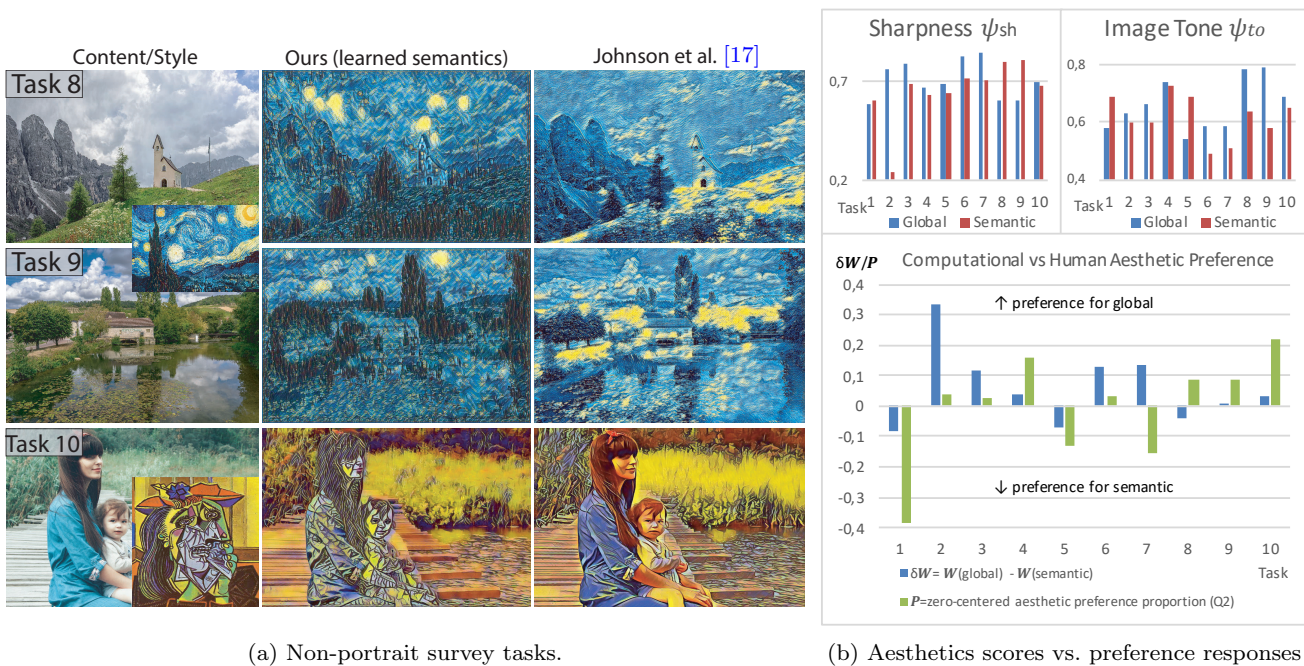 Content/Style
Ours (learned semantics)
Johnson et al. [17]
Task 8
Task 9
Task 10
(a) Non-portrait survey tasks.
Sharpness ψsh
0,7
0,2
Task
1 2 3 4 5 6 7 8 9 10
Global Semantic
Image Tone ψto
0,8
0,6
0,4
Task
1 2 3 4 5 6 7 8 9 10
Global Semantic
δW/P Computational vs Human Aesthetic Preference
0,4
0,3
0,2
0,1
0
-0,1
-0,2
-0,3
-0,4
↑ preference for global
↓ preference for semantic
1 2 3 4 5 6 7 8 9 10
Task
δW= W(global) - W(semantic)
P=zero-centered aesthetic preference proportion (Q2)
(b) Aesthetics scores vs. preference responses